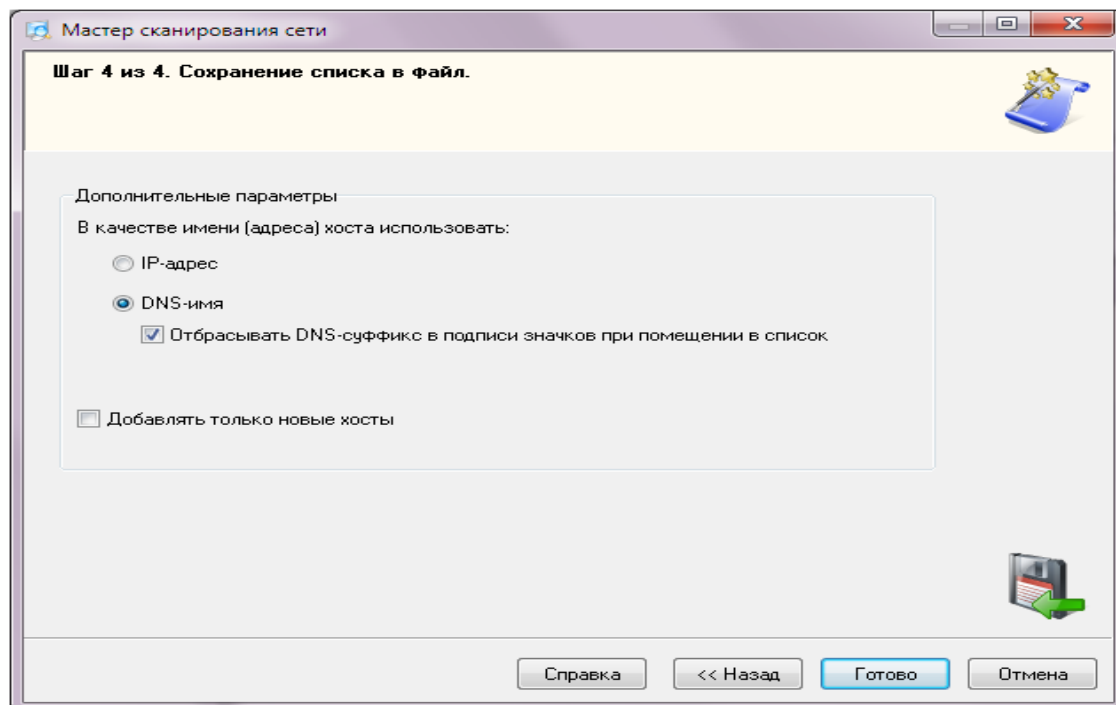 Мастер сканирования сети
Шаг 4 из 4. Сохранение списка в файл.
Дополнительные параметры
В качестве имени (адреса) хоста использовать:
IP-адрес
DNS-имя
Отбрасывать DNS-суффикс в подписи значков при помещении в список
Добавлять только новые хосты
Справка
<< Назад
Готово
Отмена